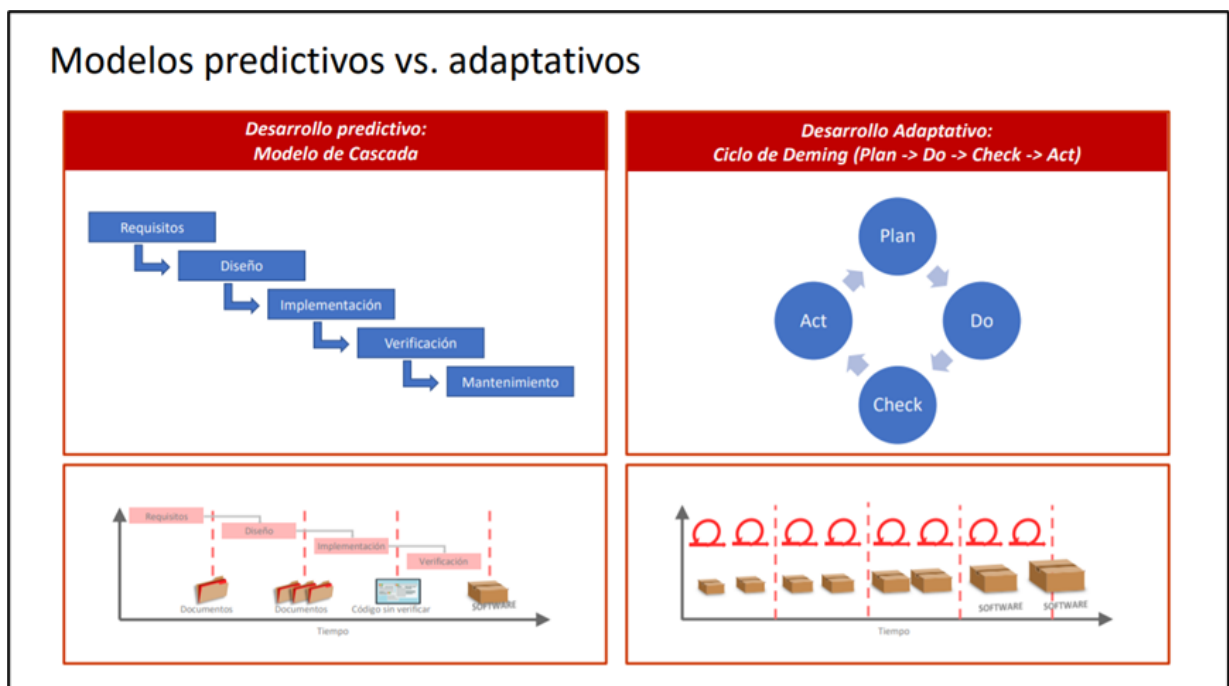 Modelos predictivos vs. adaptativos
Desarrollo predictivo:
Modelo de Cascada
Requisitos
Diseño
Implementación
Verificación
Mantenimiento
Desarrollo Adaptativo:
Ciclo de Deming (Plan -> Do -> Check -> Act)
Plan
Do
Check
Act
Requisitos
Diseño
Implementación
Verificación
Documentos
Documentos
Código sin verificar
SOFTWARE
Tiempo
SOFTWARE
SOFTWARE
Tiempo